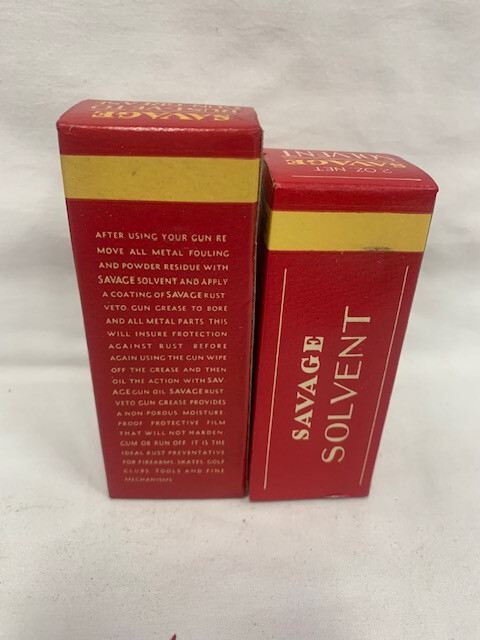 SAVAGE
AFTER USING YOUR GUN RE
MOVE ALL METAL FOULING
AND POWDER RESIDUE WITH
SAVAGE SOLVENT AND APPLY
A COATING OF SAVAGE RUST
VETO GUN GREASE TO BORE
AND ALL METAL PARTS THIS
WILL INSURE PROTECTION
AGAINST RUST BEFORE
AGAIN USING THE GUN WIPE
OFF THE GREASE AND THEN
OIL THE ACTION WITH SAV
AGE GUN OIL SAVAGE RUST
VETO GUN GREASE PROVIDES
A NON POROUS MOISTURE
PROOF PROTECTIVE FILM
THAT WILL NOT HARDEN,
GUM OR RUN OFF. IT IS THE
IDEAL RUST PREVENTATIVE
FOR FIREARMS, SKATES, GOLF
CLUBS, TOOLS AND FINE
MECHANISMS
SAVAGE
SOLVENT
2 OZ. NET
SAVAGE
SOLVENT